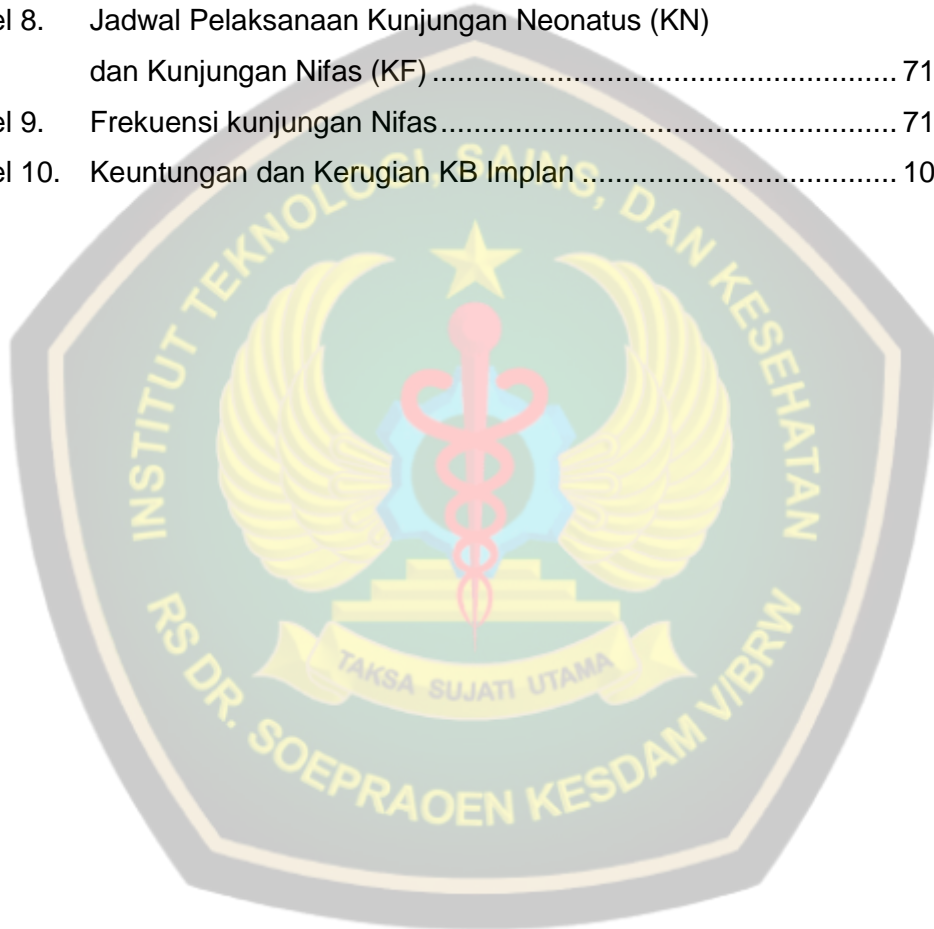 el 8. Jadwal Pelaksanaan Kunjungan Neonatus (KN)
dan Kunjungan Nifas (KF) ........................................................ 71
el 9. Frekuensi kunjungan Nifas ....................................................... 71
el 10. Keuntungan dan Kerugian KB Implan ...................................... 10
INSTITUT TEKNOLOGI, SAINS, DAN KESEHATAN
TAKSA SUJATI UTAMA
RS DR. SOEPRAOEN KESDAM V/BRW